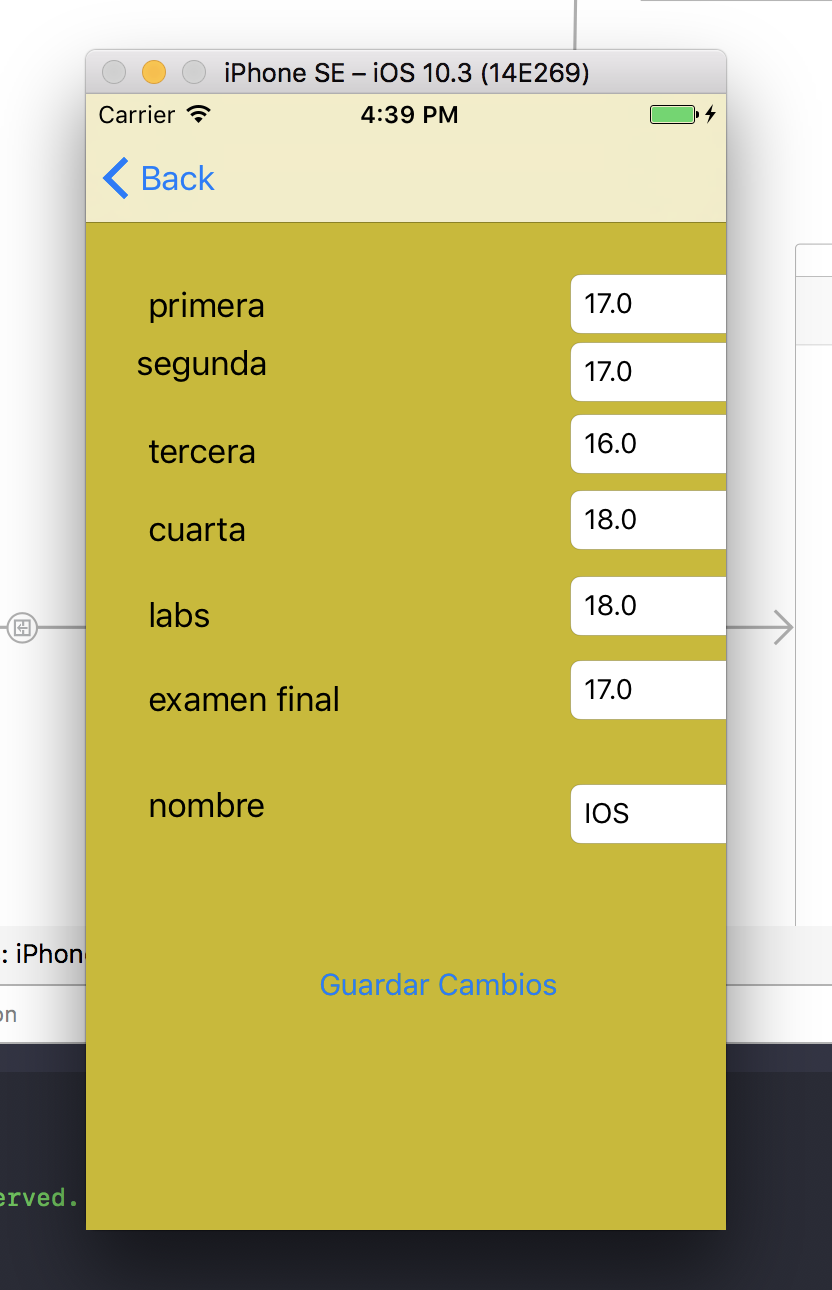 iPhone SE – iOS 10.3 (14E269)
Carrier 4:39 PM
Back
primera 17.0
segunda 17.0
tercera 16.0
cuarta 18.0
labs 18.0
examen final 17.0
nombre IOS
: iPhon
Guardar Cambios
on
erved.